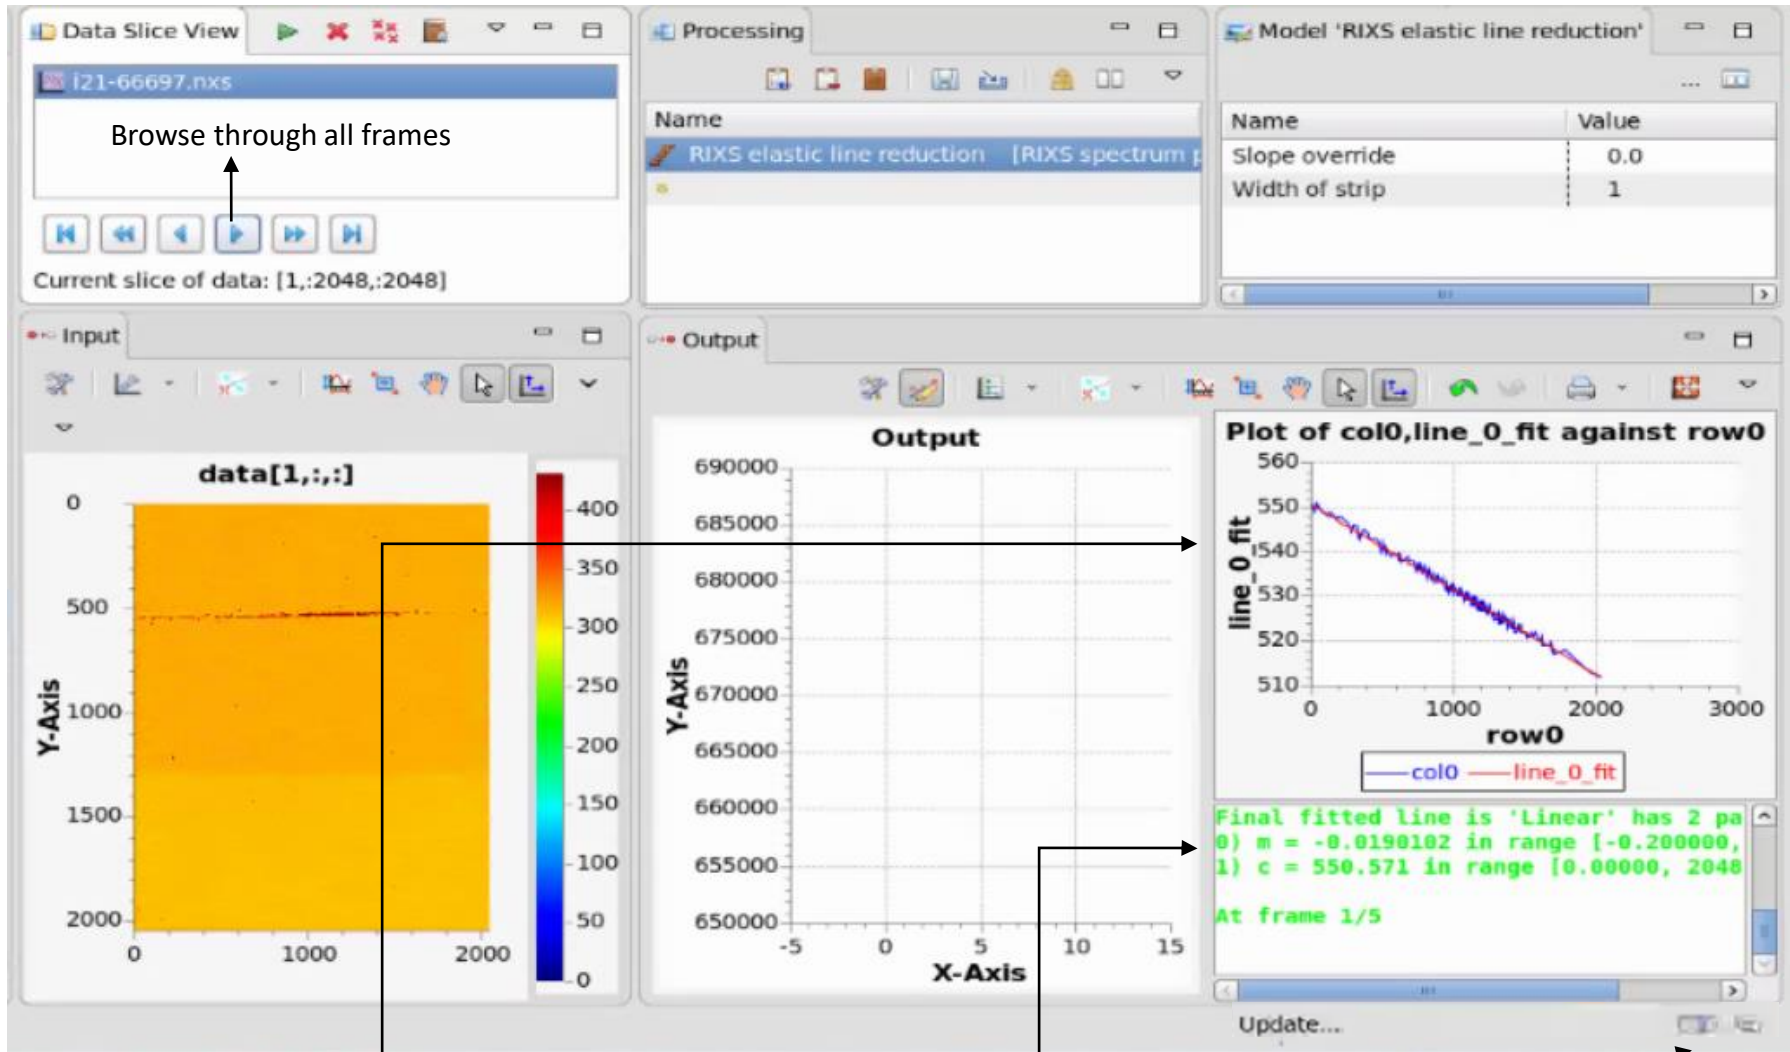 Data Slice View
i21-66697.nxs
Browse through all frames
Current slice of data: [1,:2048,:2048]
Processing
Name
RIXS elastic line reduction [RIXS spectrum p
Model 'RIXS elastic line reduction'
...
Name Value
Slope override 0.0
Width of strip 1
Input
data[1,:,:]
0
500
1000
1500
2000
Y-Axis
0 1000 2000
400
350
300
250
200
150
100
50
0
Output
Output
690000
685000
680000
675000
670000
665000
660000
655000
650000
Y-Axis
-5 0 5 10 15
X-Axis
Plot of col0,line_0_fit against row0
560
550
540
530
520
510
line_0_fit
0 1000 2000 3000
row0
col0 line_0_fit
Final fitted line is 'Linear' has 2 pa
0) m = -0.0190102 in range [-0.200000,
1) c = 550.571 in range [0.00000, 2048
At frame 1/5
Update...